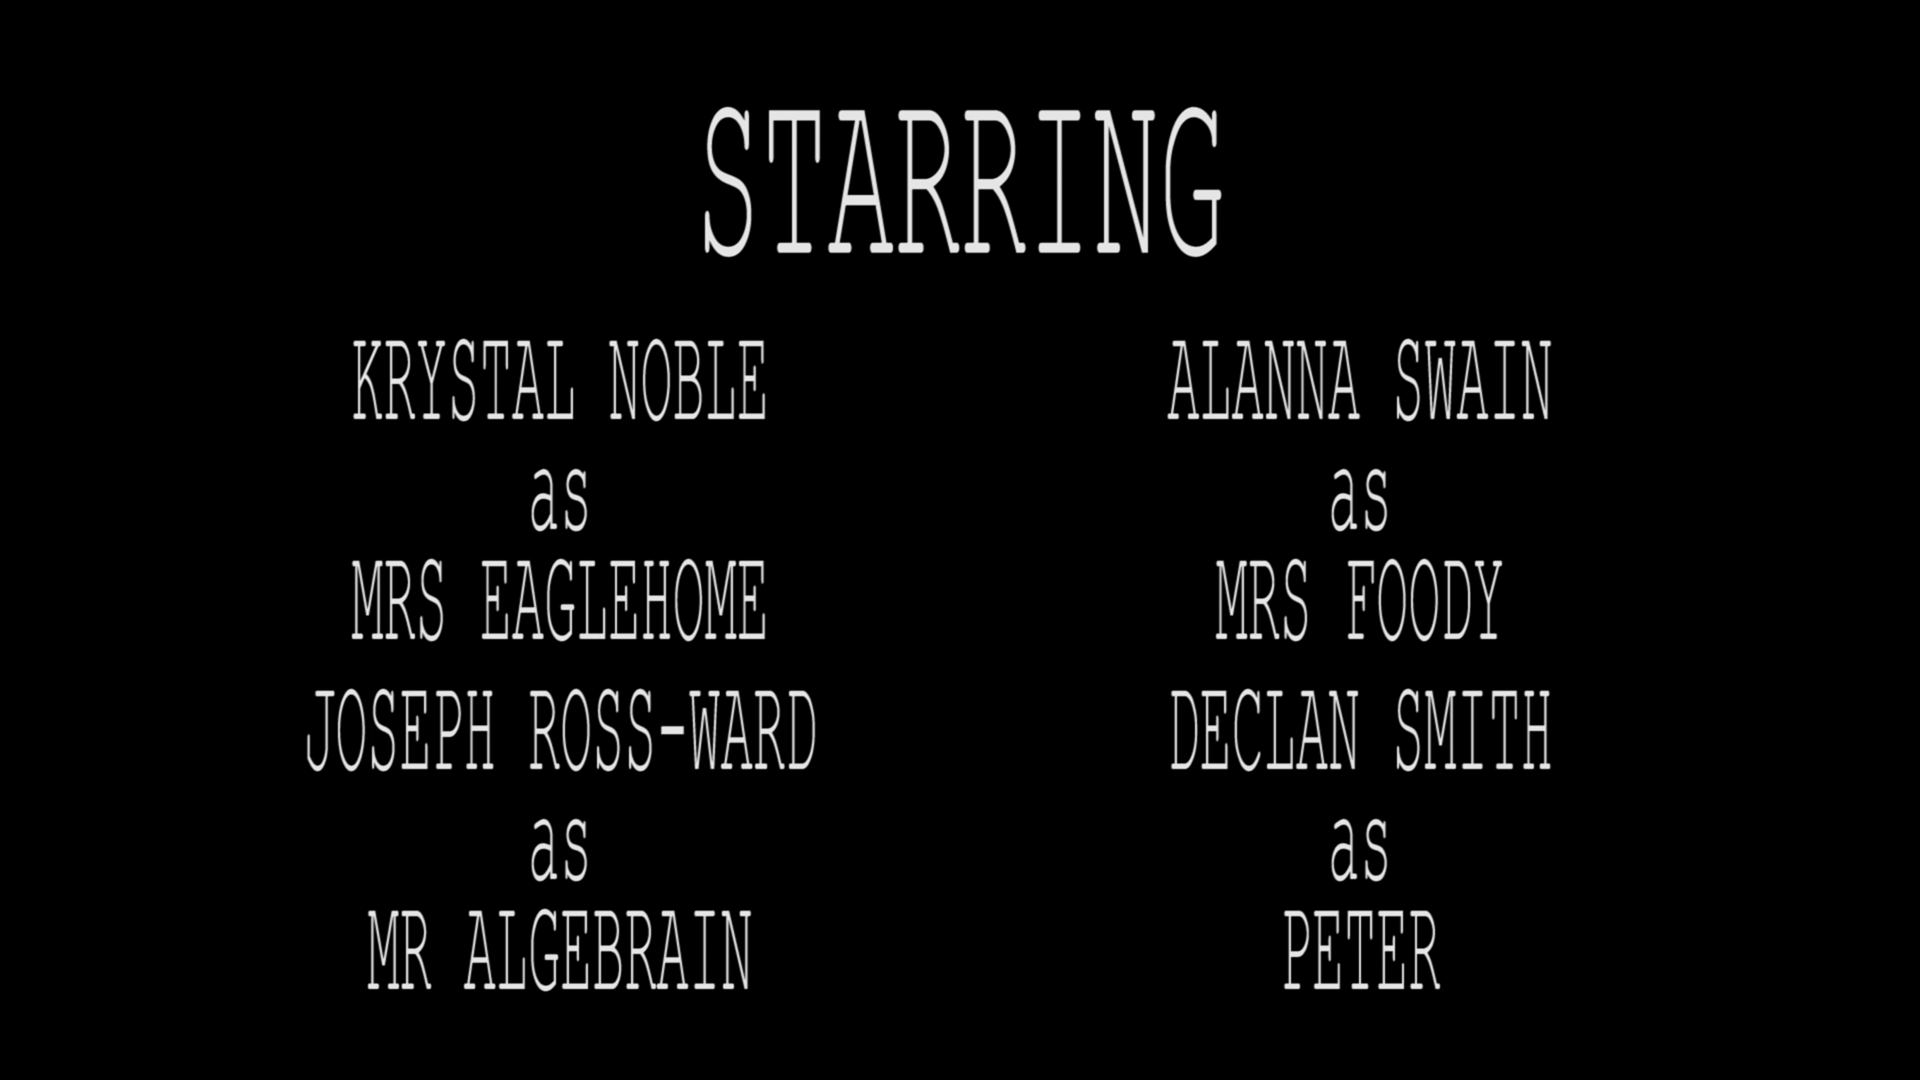 STARRING
KRYSTAL NOBLE
as
MRS EAGLEHOME
JOSEPH ROSS-WARD
as
MR ALGEBRAIN
ALANNA SWAIN
as
MRS FOODY
DECLAN SMITH
as
PETER